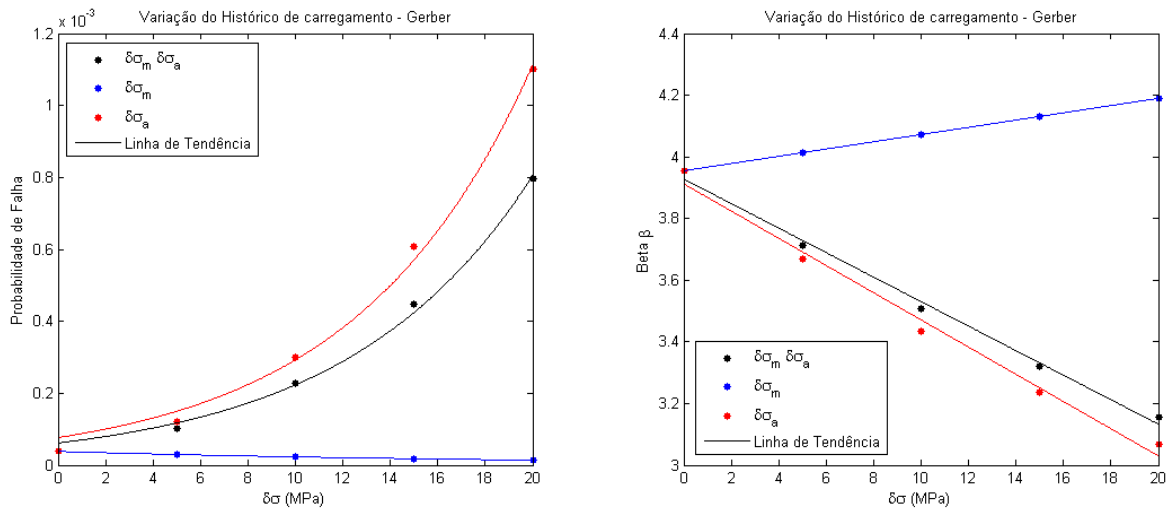 Variação do Histórico de carregamento - Gerber
x 10⁻³
Probabilidade de Falha
1.2
1
0.8
0.6
0.4
0.2
0
0 2 4 6 8 10 12 14 16 18 20
δσ (MPa)
δσₘ δσₐ
δσₘ
δσₐ
Linha de Tendência
Variação do Histórico de carregamento - Gerber
Beta β
4.4
4.2
4
3.8
3.6
3.4
3.2
3
0 2 4 6 8 10 12 14 16 18 20
δσ (MPa)
δσₘ δσₐ
δσₘ
δσₐ
Linha de Tendência